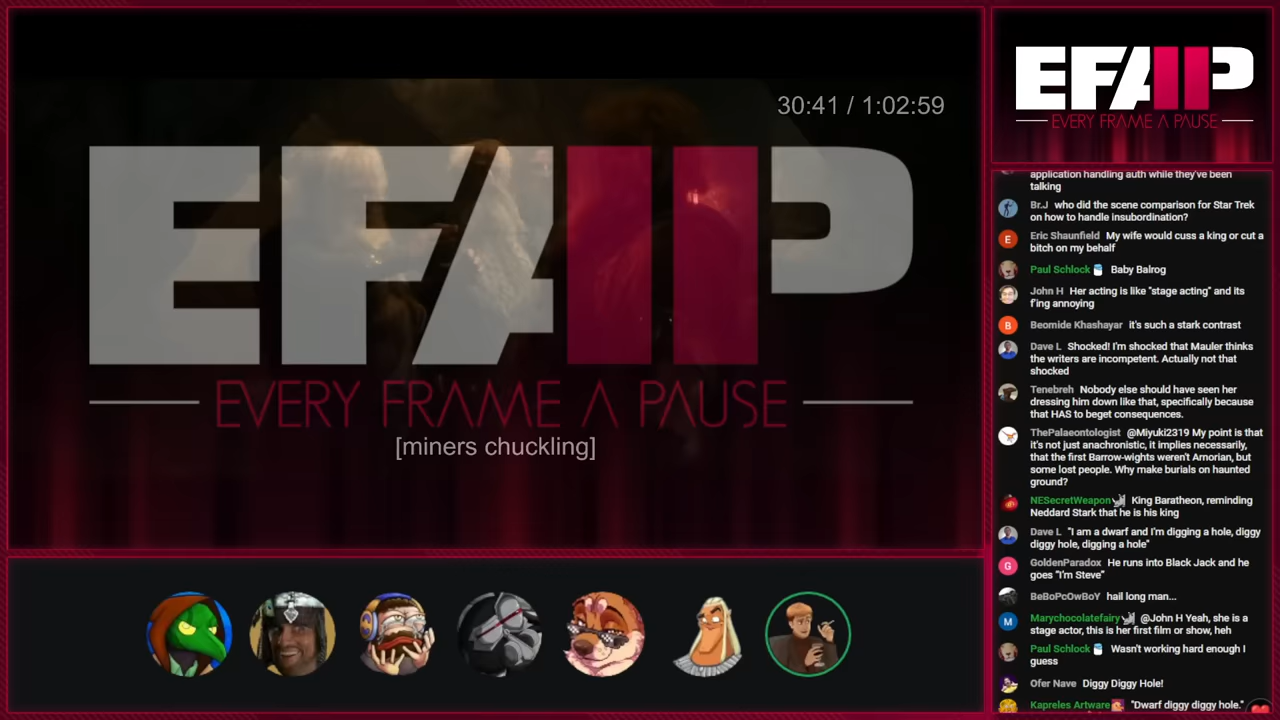 30:41 / 1:02:59
EFAP
EVERY FRAME A PAUSE
[miners chuckling]
EFAP
EVERY FRAME A PAUSE
application handling auth while they've been
talking
Br.J who did the scene comparison for Star Trek
on how to handle insubordination?
E
Eric Shaunfield My wife would cuss a king or cut a
bitch on my behalf
Paul Schlock Baby Balrog
John H Her acting is like "stage acting" and its
f'ing annoying
B
Beomide Khashayar it's such a stark contrast
Dave L Shocked! I'm shocked that Mauler thinks
the writers are incompetent. Actually not that
shocked
Tenebreh Nobody else should have seen her
dressing him down like that, specifically because
that HAS to beget consequences.
ThePalaeontologist @Miyuki2319 My point is that
it's not just anachronistic, it implies necessarily,
that the first Barrow-wights weren't Arnorian, but
some lost people. Why make burials on haunted
ground?
NESecretWeapon King Baratheon, reminding
Neddard Stark that he is his king
Dave L "I am a dwarf and I'm digging a hole, diggy
diggy hole, digging a hole"
G
GoldenParadox He runs into Black Jack and he
goes "I'm Steve"
BeBoPcOwBoY hail long man...
M
Marychocolatefairy @John H Yeah, she is a
stage actor, this is her first film or show, heh
Paul Schlock Wasn't working hard enough I
guess
Ofer Nave Diggy Diggy Hole!
Kapreles Artware "Dwarf diggy diggy hole."